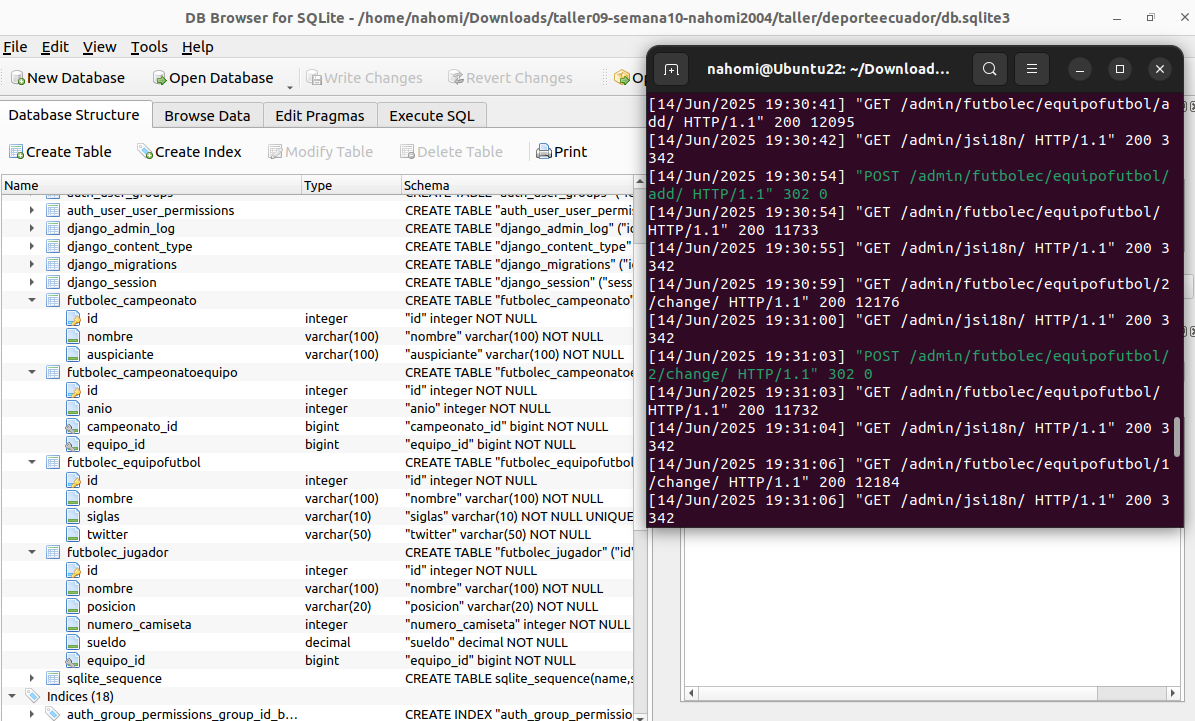 DB Browser for SQLite - /home/nahomi/Downloads/taller09-semana10-nahomi2004/taller/deporteecuador/db.sqlite3
File Edit View Tools Help
New Database Open Database Write Changes Revert Changes
Database Structure Browse Data Edit Pragmas Execute SQL
Create Table Create Index Modify Table Delete Table Print
Name Type Schema
auth_user_user_permissions CREATE TABLE "auth_user_user_permis
django_admin_log CREATE TABLE "django_admin_log" ("id
django_content_type CREATE TABLE "django_content_type"
django_migrations CREATE TABLE "django_migrations" ("i
django_session CREATE TABLE "django_session" ("sess
futbolec_campeonato CREATE TABLE "futbolec_campeonato"
id integer "id" integer NOT NULL
nombre varchar(100) "nombre" varchar(100) NOT NULL
auspiciante varchar(100) "auspiciante" varchar(100) NOT NULL
futbolec_campeonatoequipo CREATE TABLE "futbolec_campeonatoe
id integer "id" integer NOT NULL
anio integer "anio" integer NOT NULL
campeonato_id bigint "campeonato_id" bigint NOT NULL
equipo_id bigint "equipo_id" bigint NOT NULL
futbolec_equipofutbol CREATE TABLE "futbolec_equipofutbol
id integer "id" integer NOT NULL
nombre varchar(100) "nombre" varchar(100) NOT NULL
siglas varchar(10) "siglas" varchar(10) NOT NULL UNIQUE
twitter varchar(50) "twitter" varchar(50) NOT NULL
futbolec_jugador CREATE TABLE "futbolec_jugador" ("id"
id integer "id" integer NOT NULL
nombre varchar(100) "nombre" varchar(100) NOT NULL
posicion varchar(20) "posicion" varchar(20) NOT NULL
numero_camiseta integer "numero_camiseta" integer NOT NULL
sueldo decimal "sueldo" decimal NOT NULL
equipo_id bigint "equipo_id" bigint NOT NULL
sqlite_sequence CREATE TABLE sqlite_sequence(name,s
Indices (18)
auth_group_permissions_group_id_b... CREATE INDEX "auth_group_permissio
nahomi@Ubuntu22: ~/Download...
[14/Jun/2025 19:30:41] "GET /admin/futbolec/equipofutbol/a
dd/ HTTP/1.1" 200 12095
[14/Jun/2025 19:30:42] "GET /admin/jsi18n/ HTTP/1.1" 200 3
342
[14/Jun/2025 19:30:54] "POST /admin/futbolec/equipofutbol/
add/ HTTP/1.1" 302 0
[14/Jun/2025 19:30:54] "GET /admin/futbolec/equipofutbol/
HTTP/1.1" 200 11733
[14/Jun/2025 19:30:55] "GET /admin/jsi18n/ HTTP/1.1" 200 3
342
[14/Jun/2025 19:30:59] "GET /admin/futbolec/equipofutbol/2
/change/ HTTP/1.1" 200 12176
[14/Jun/2025 19:31:00] "GET /admin/jsi18n/ HTTP/1.1" 200 3
342
[14/Jun/2025 19:31:03] "POST /admin/futbolec/equipofutbol/
2/change/ HTTP/1.1" 302 0
[14/Jun/2025 19:31:03] "GET /admin/futbolec/equipofutbol/
HTTP/1.1" 200 11732
[14/Jun/2025 19:31:04] "GET /admin/jsi18n/ HTTP/1.1" 200 3
342
[14/Jun/2025 19:31:06] "GET /admin/futbolec/equipofutbol/1
/change/ HTTP/1.1" 200 12184
[14/Jun/2025 19:31:06] "GET /admin/jsi18n/ HTTP/1.1" 200 3
342